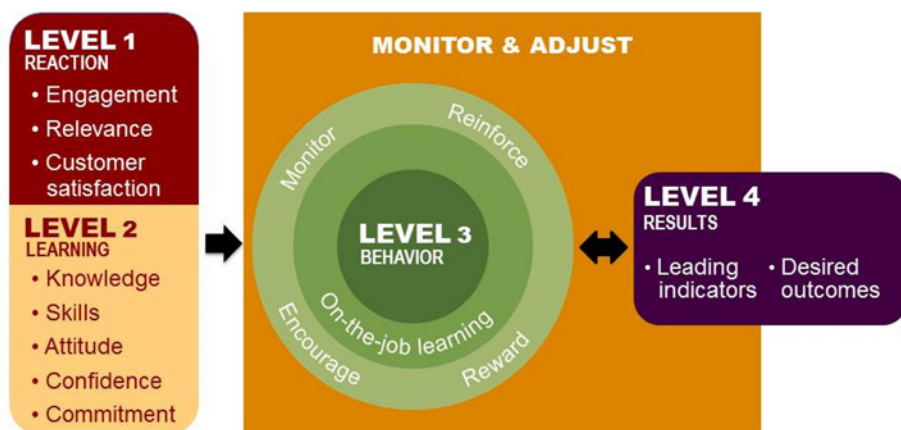 LEVEL 1
REACTION
• Engagement
• Relevance
• Customer
satisfaction
LEVEL 2
LEARNING
• Knowledge
• Skills
• Attitude
• Confidence
• Commitment
MONITOR & ADJUST
Monitor
Reinforce
LEVEL 3
BEHAVIOR
On-the-job learning
Encourage
Reward
LEVEL 4
RESULTS
• Leading
indicators
• Desired
outcomes